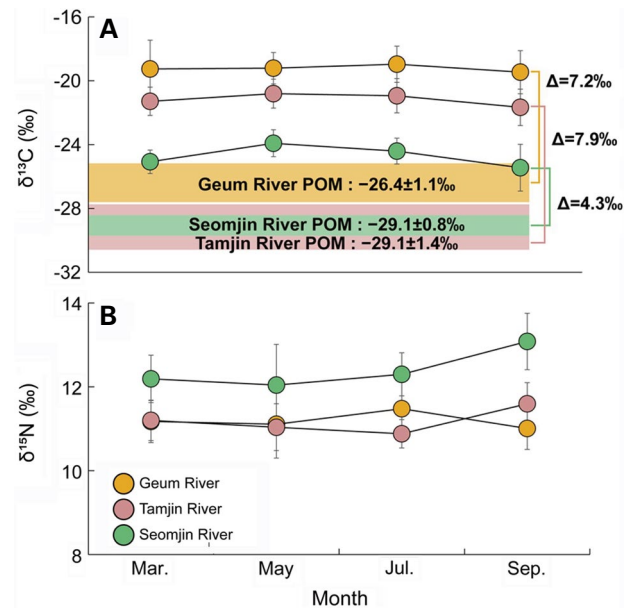 A
-16
-20
-24
-28
-32
δ¹³C (‰)
Δ=7.2‰
Δ=7.9‰
Δ=4.3‰
Geum River POM : −26.4±1.1‰
Seomjin River POM : −29.1±0.8‰
Tamjin River POM : −29.1±1.4‰
B
14
12
10
8
δ¹⁵N (‰)
Geum River
Tamjin River
Seomjin River
Mar. May Jul. Sep.
Month